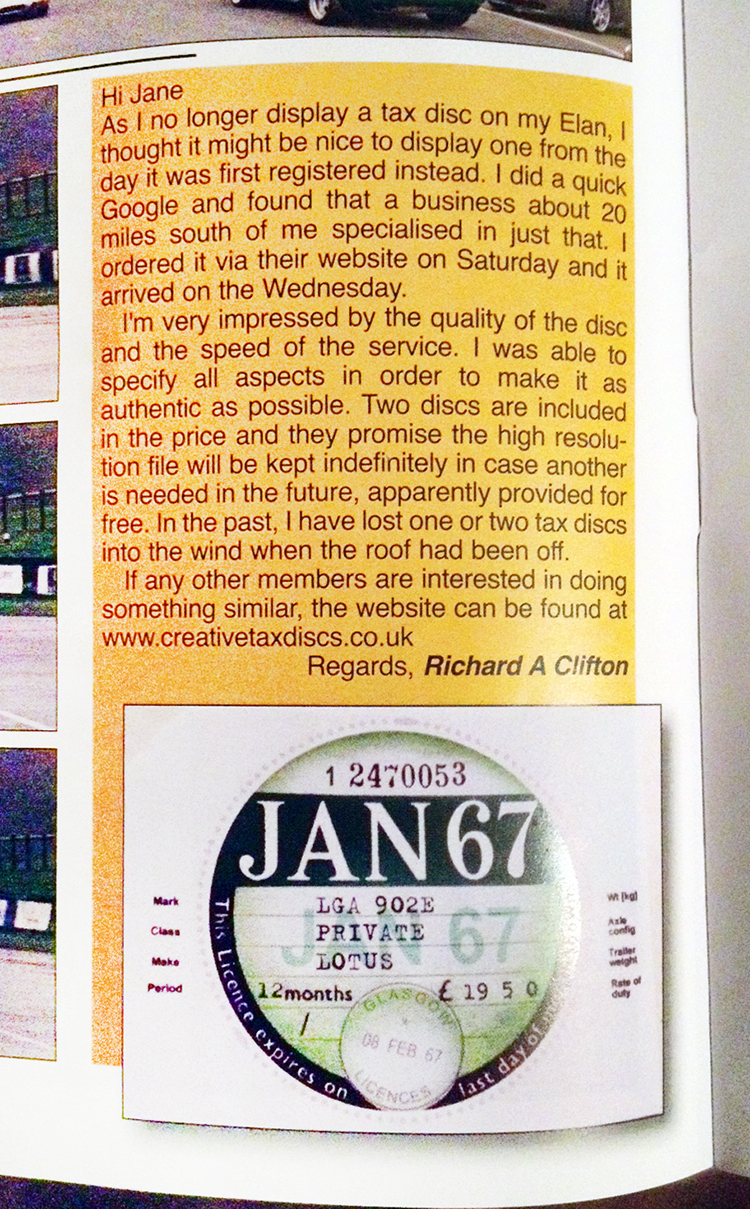 Hi Jane
As I no longer display a tax disc on my Elan, I
thought it might be nice to display one from the
day it was first registered instead. I did a quick
Google and found that a business about 20
miles south of me specialised in just that. I
ordered it via their website on Saturday and it
arrived on the Wednesday.
I'm very impressed by the quality of the disc
and the speed of the service. I was able to
specify all aspects in order to make it as
authentic as possible. Two discs are included
in the price and they promise the high resolu-
tion file will be kept indefinitely in case another
is needed in the future, apparently provided for
free. In the past, I have lost one or two tax discs
into the wind when the roof had been off.
If any other members are interested in doing
something similar, the website can be found at
www.creativetaxdiscs.co.uk
Regards, Richard A Clifton
1 2470053
JAN 67
Mark LGA 902E Wt [kg]
JAN 67
Class PRIVATE Axle
config
Make LOTUS Trailer
weight
Period 12months £ 19 5 0 Rate of
duty
/
GLASGOW
08 FEB 67
LICENCES
This Licence expires on last day of